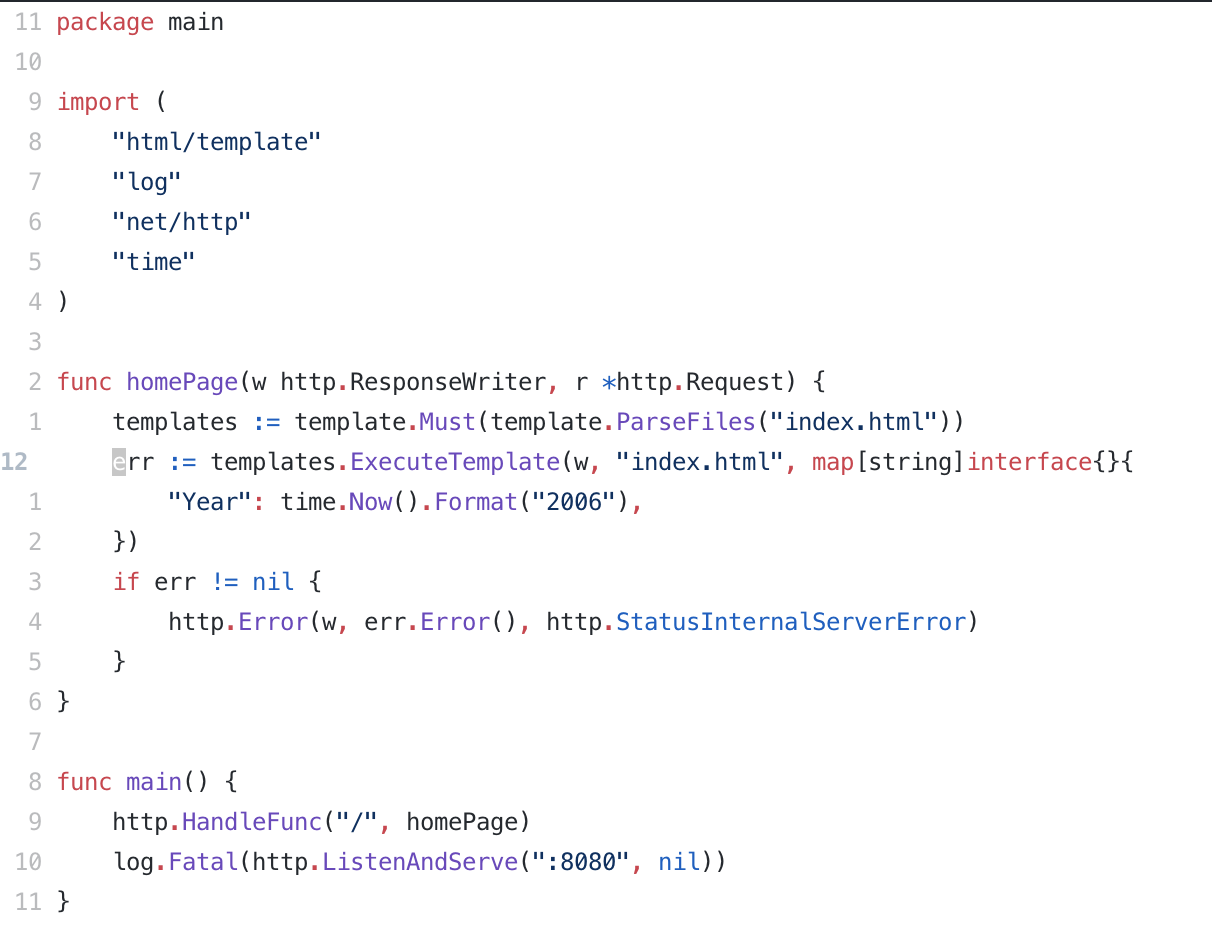 11 package main
10
9 import (
8     "html/template"
7     "log"
6     "net/http"
5     "time"
4 )
3
2 func homePage(w http.ResponseWriter, r *http.Request) {
1     templates := template.Must(template.ParseFiles("index.html"))
12     err := templates.ExecuteTemplate(w, "index.html", map[string]interface{}{
1         "Year": time.Now().Format("2006"),
2     })
3     if err != nil {
4         http.Error(w, err.Error(), http.StatusInternalServerError)
5     }
6 }
7
8 func main() {
9     http.HandleFunc("/", homePage)
10     log.Fatal(http.ListenAndServe(":8080", nil))
11 }